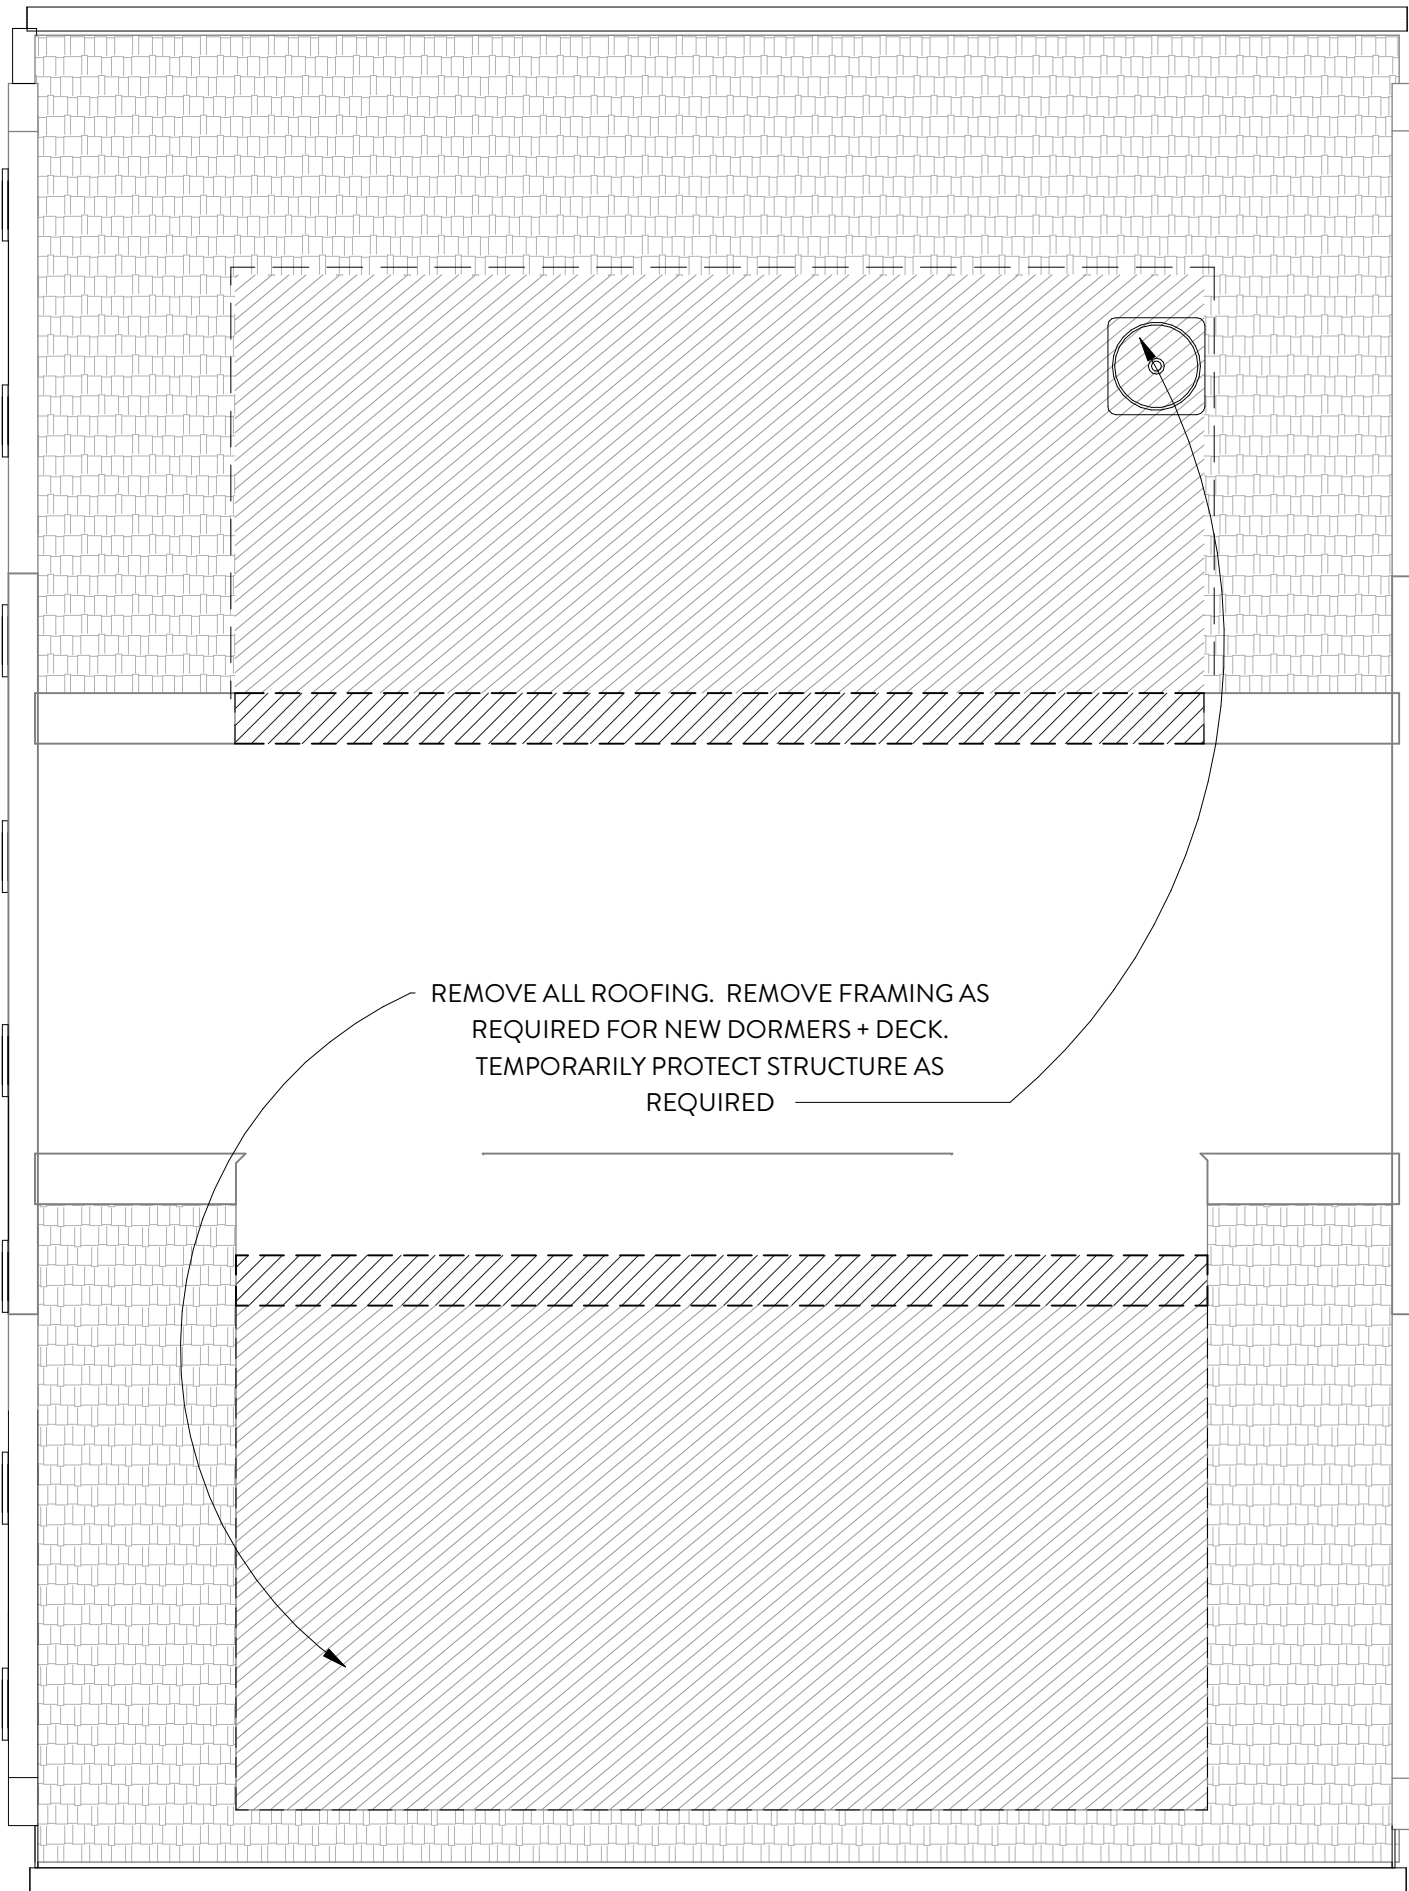 REMOVE ALL ROOFING. REMOVE FRAMING AS
REQUIRED FOR NEW DORMERS + DECK.
TEMPORARILY PROTECT STRUCTURE AS
REQUIRED